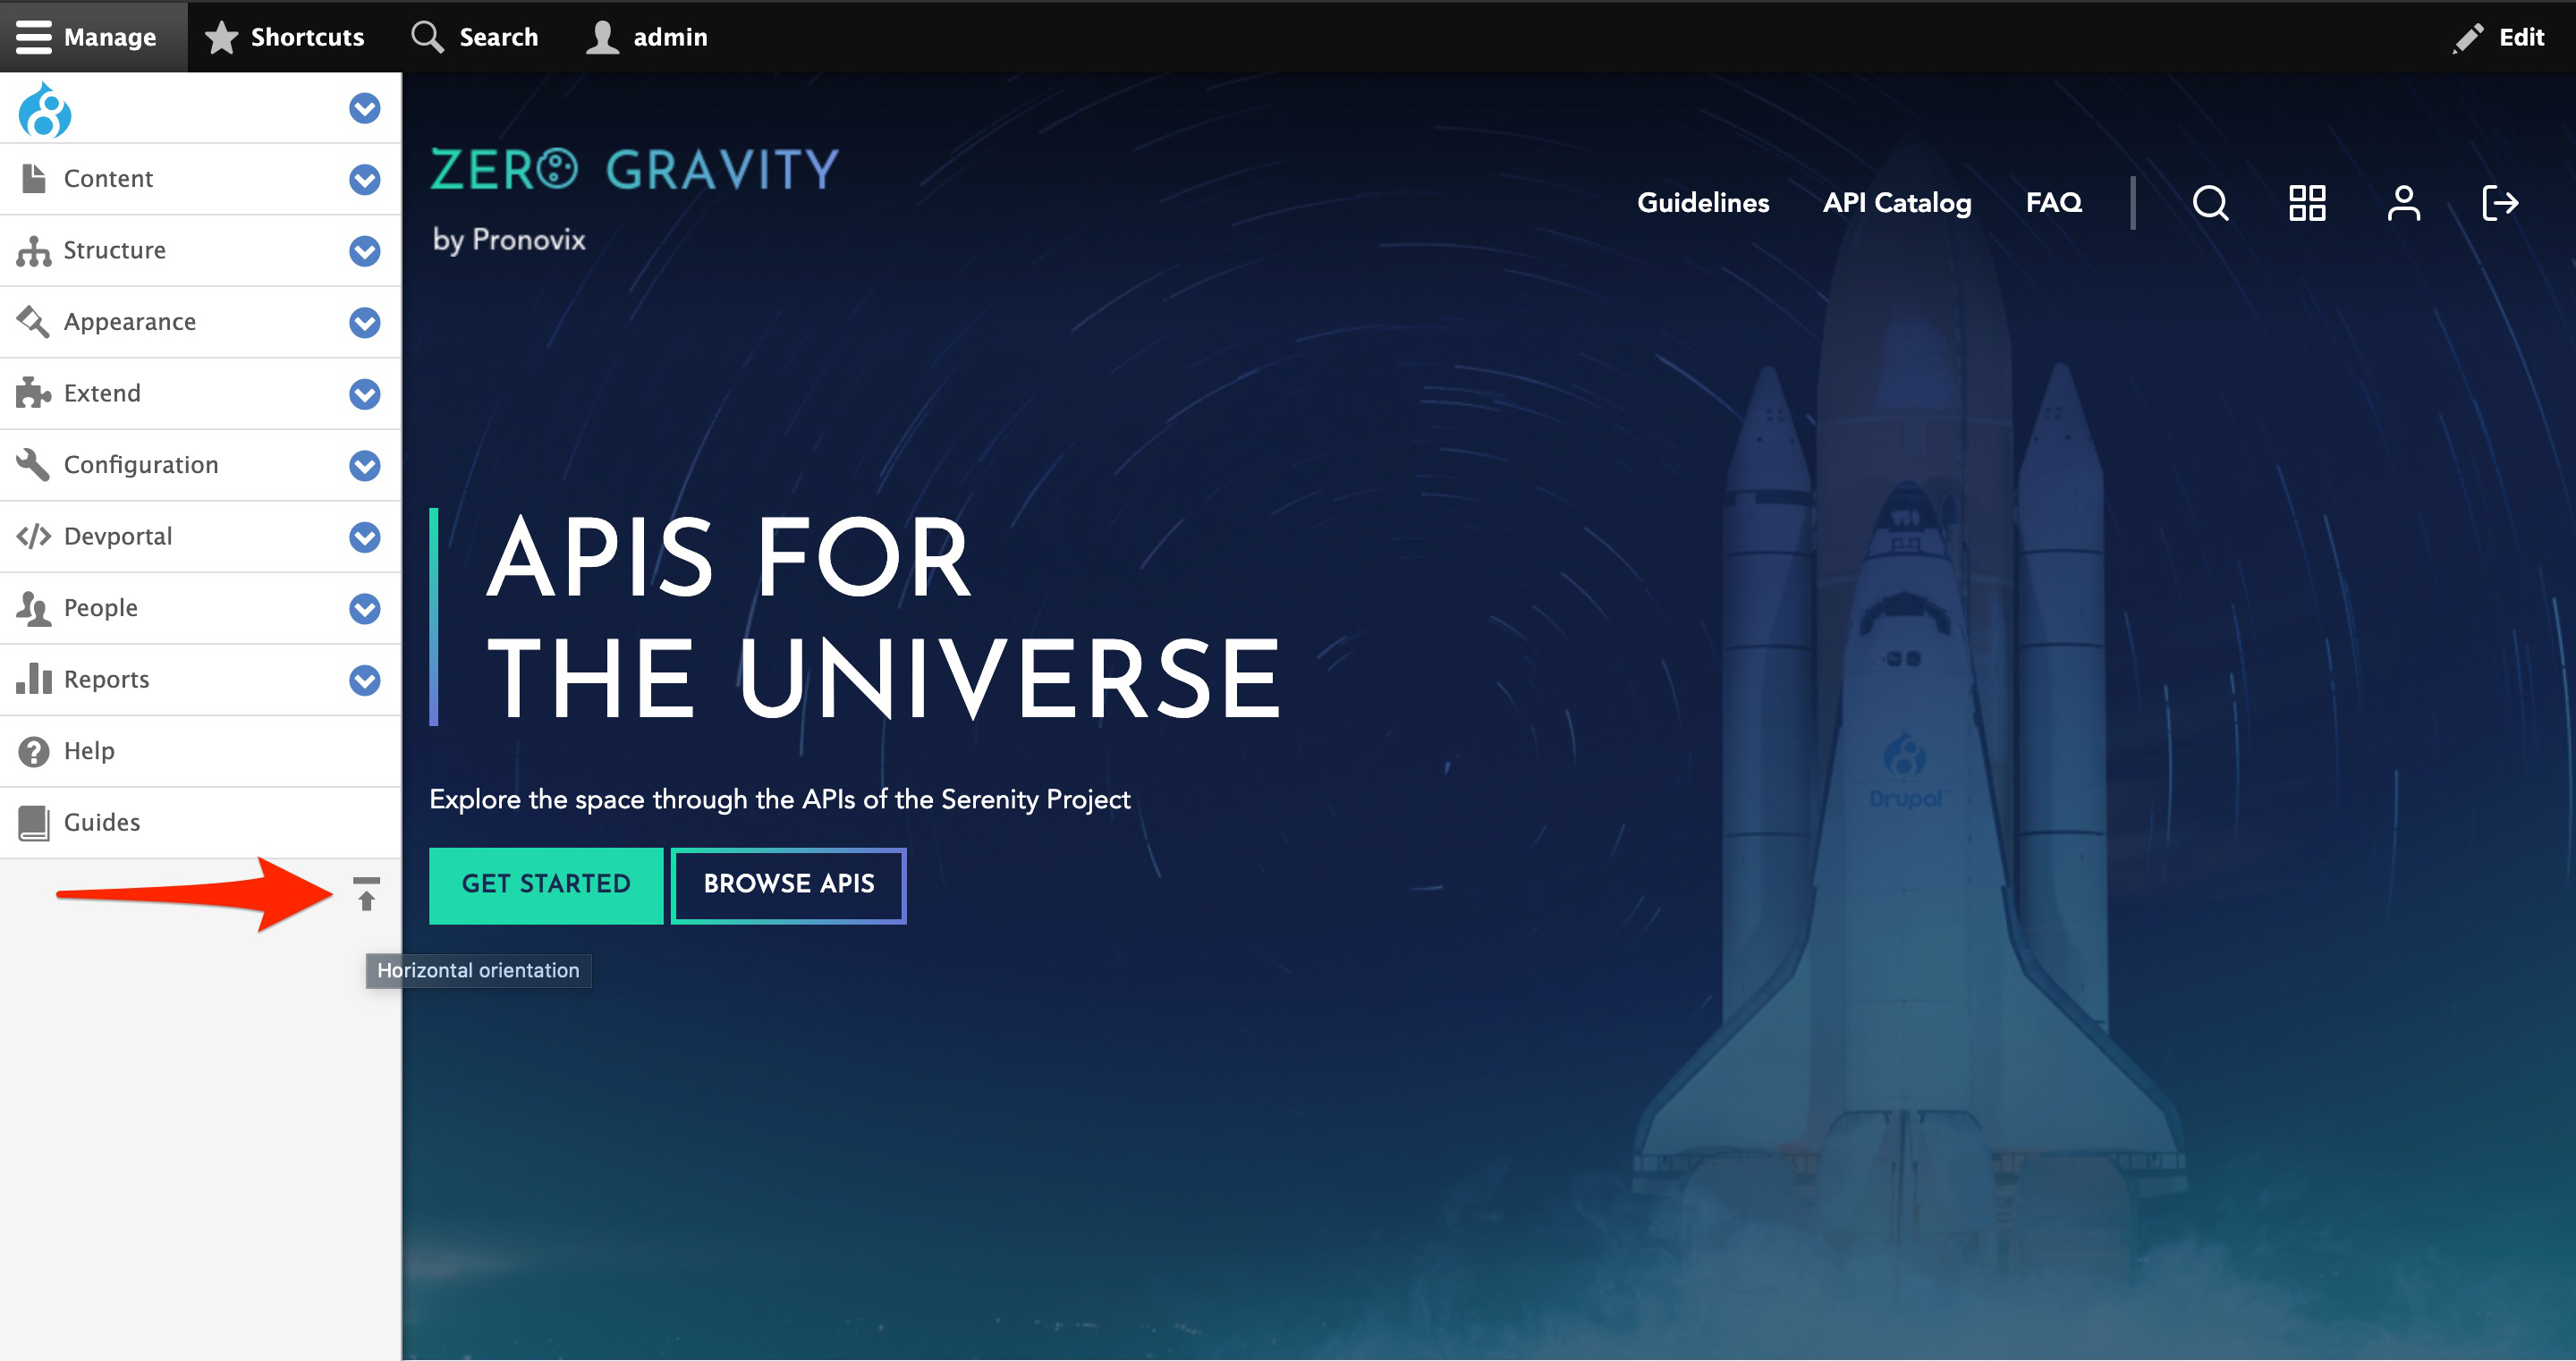 Manage
Shortcuts
Search
admin
Edit
Content
Structure
Appearance
Extend
Configuration
Devportal
People
Reports
Help
Guides
Horizontal orientation
ZERO GRAVITY
by Pronovix
Guidelines
API Catalog
FAQ
APIS FOR
THE UNIVERSE
Explore the space through the APIs of the Serenity Project
GET STARTED
BROWSE APIS
Drupal™